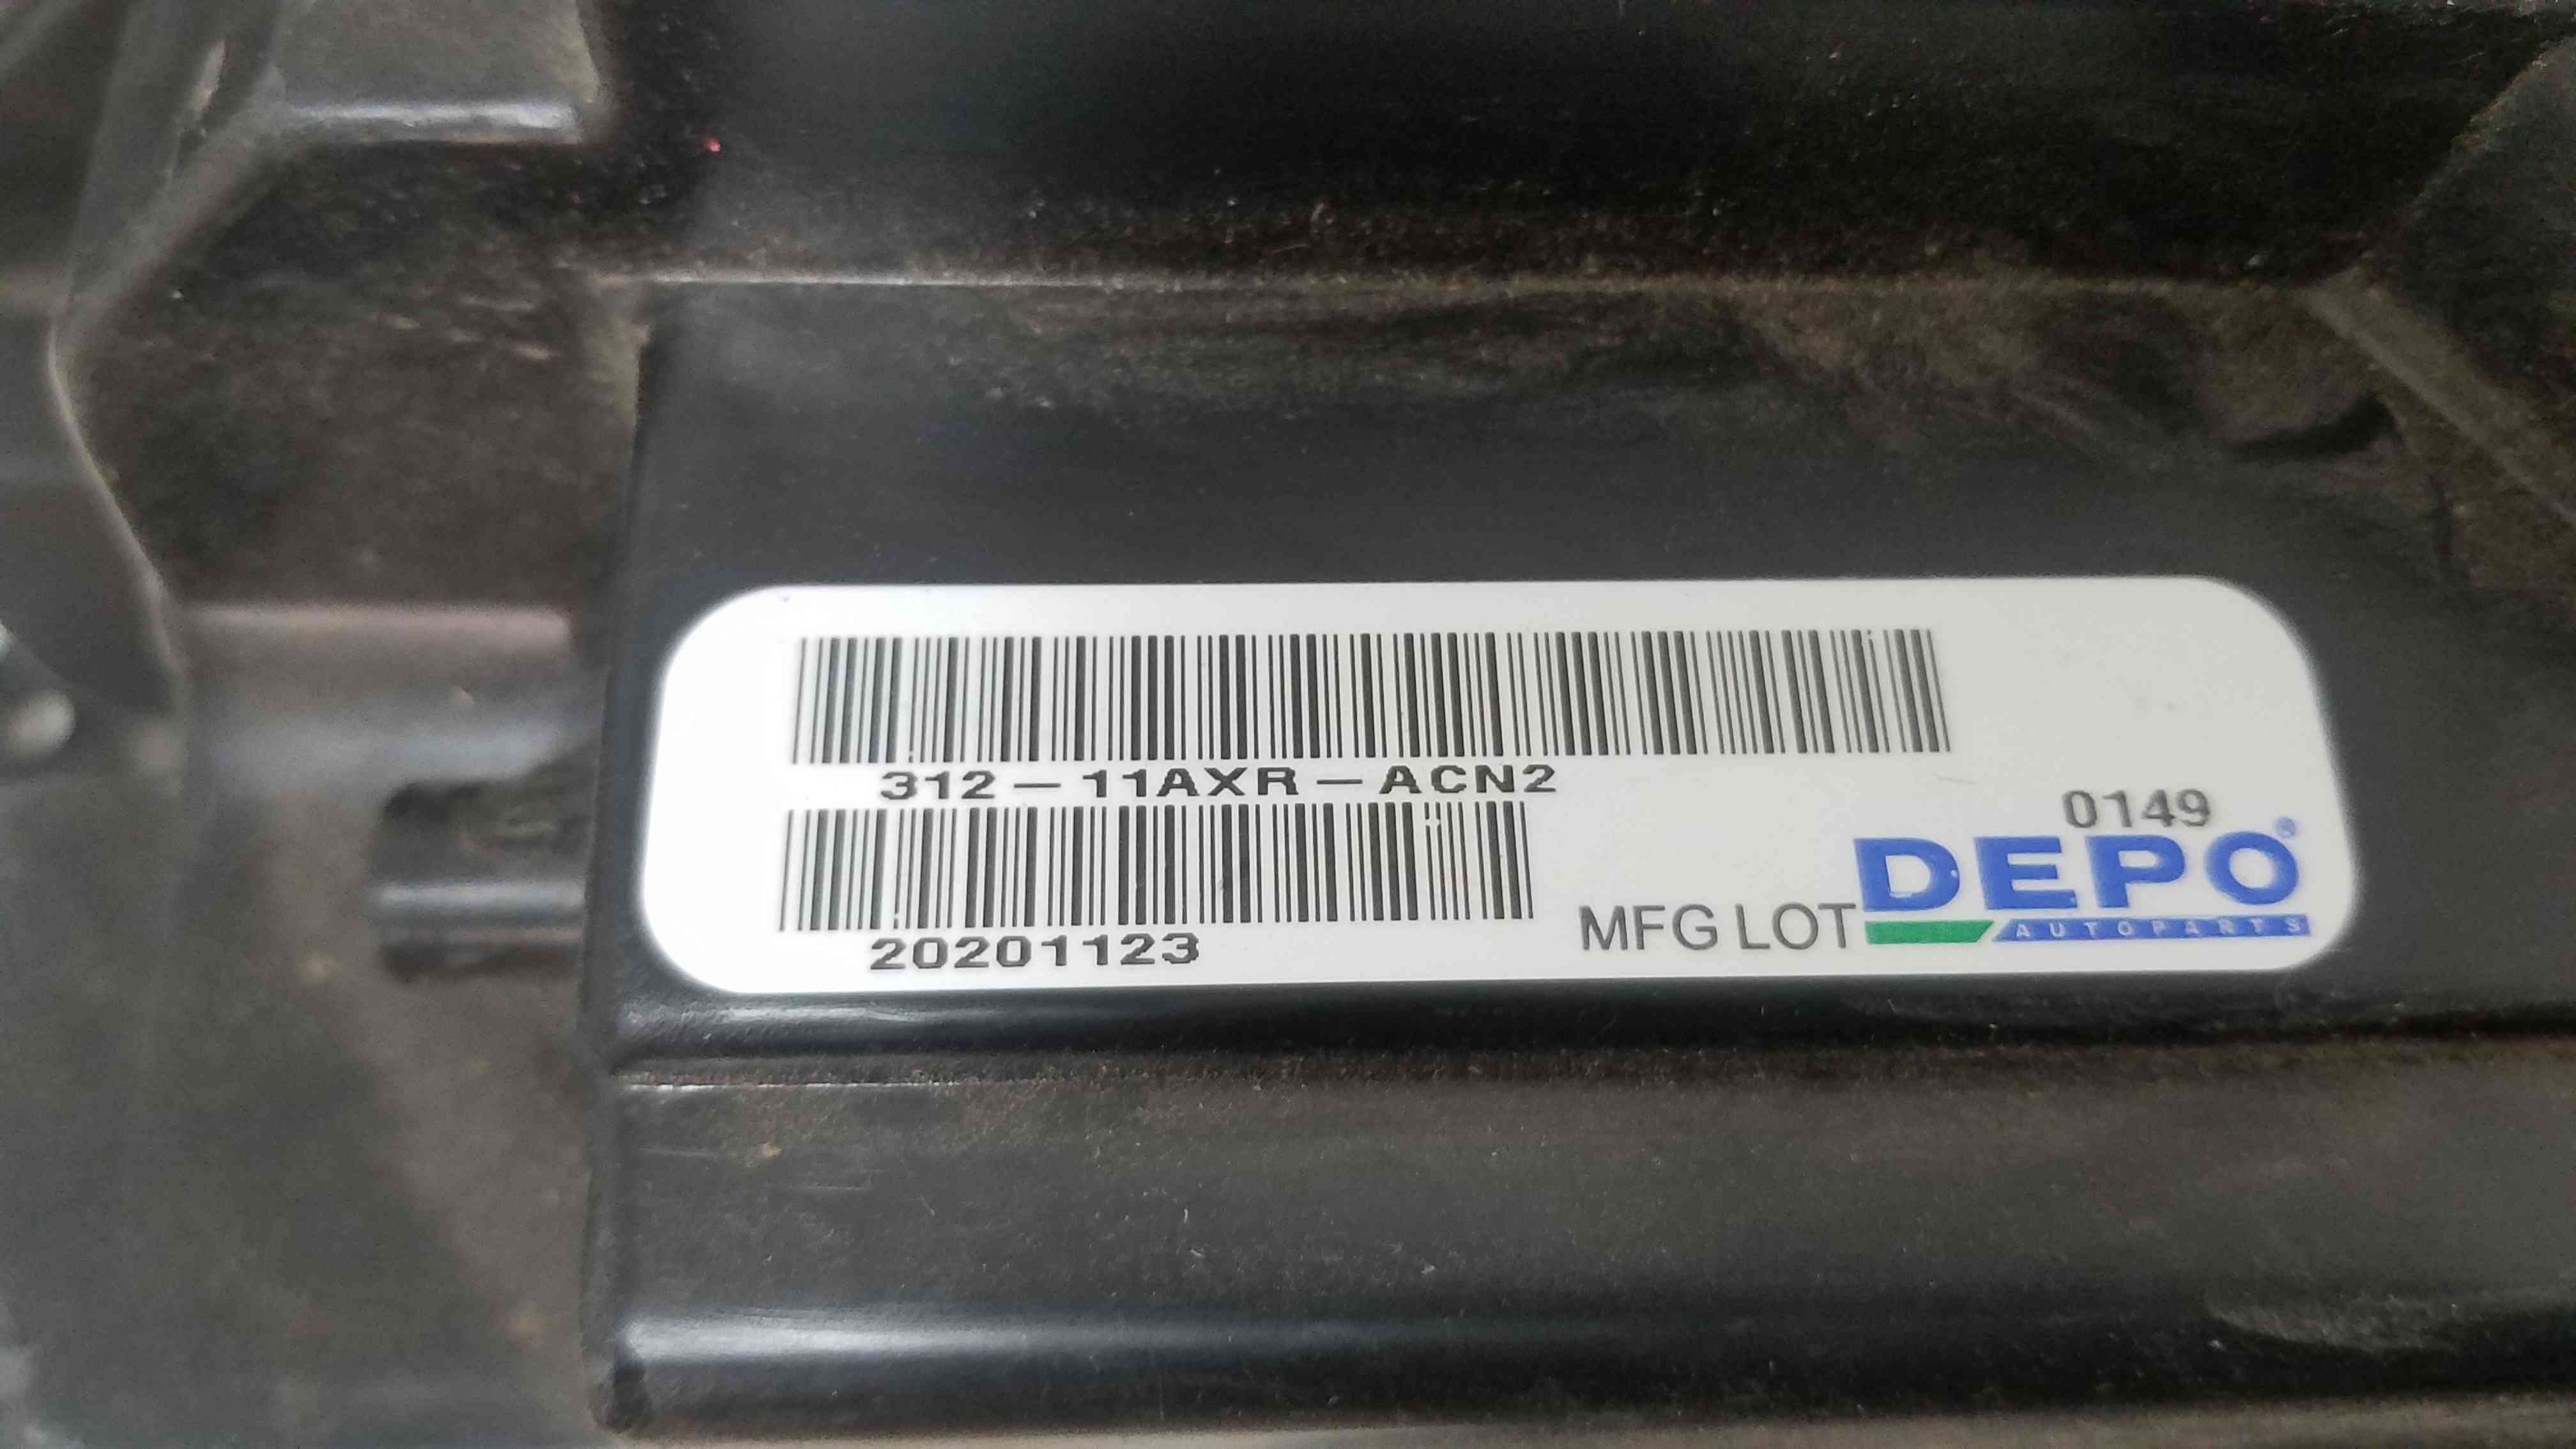 312-11AXR-ACN2
0149
20201123
MFG LOT
DEPO®
AUTOPARTS